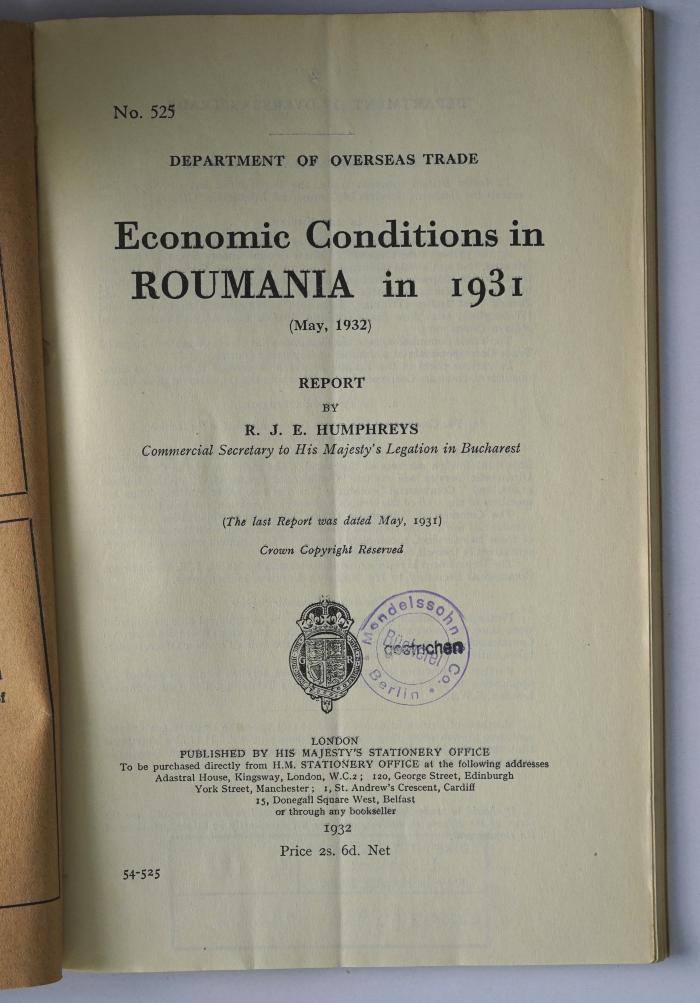 No. 525
DEPARTMENT OF OVERSEAS TRADE
Economic Conditions in
ROUMANIA in 1931
(May, 1932)
REPORT
BY
R. J. E. HUMPHREYS
Commercial Secretary to His Majesty's Legation in Bucharest
(The last Report was dated May, 1931)
Crown Copyright Reserved
G R
Mendelssohn & Co.
Bücherei
gestrichen
Berlin
LONDON
PUBLISHED BY HIS MAJESTY'S STATIONERY OFFICE
To be purchased directly from H.M. STATIONERY OFFICE at the following addresses
Adastral House, Kingsway, London, W.C.2; 120, George Street, Edinburgh
York Street, Manchester; 1, St. Andrew's Crescent, Cardiff
15, Donegall Square West, Belfast
or through any bookseller
1932
Price 2s. 6d. Net
54-525